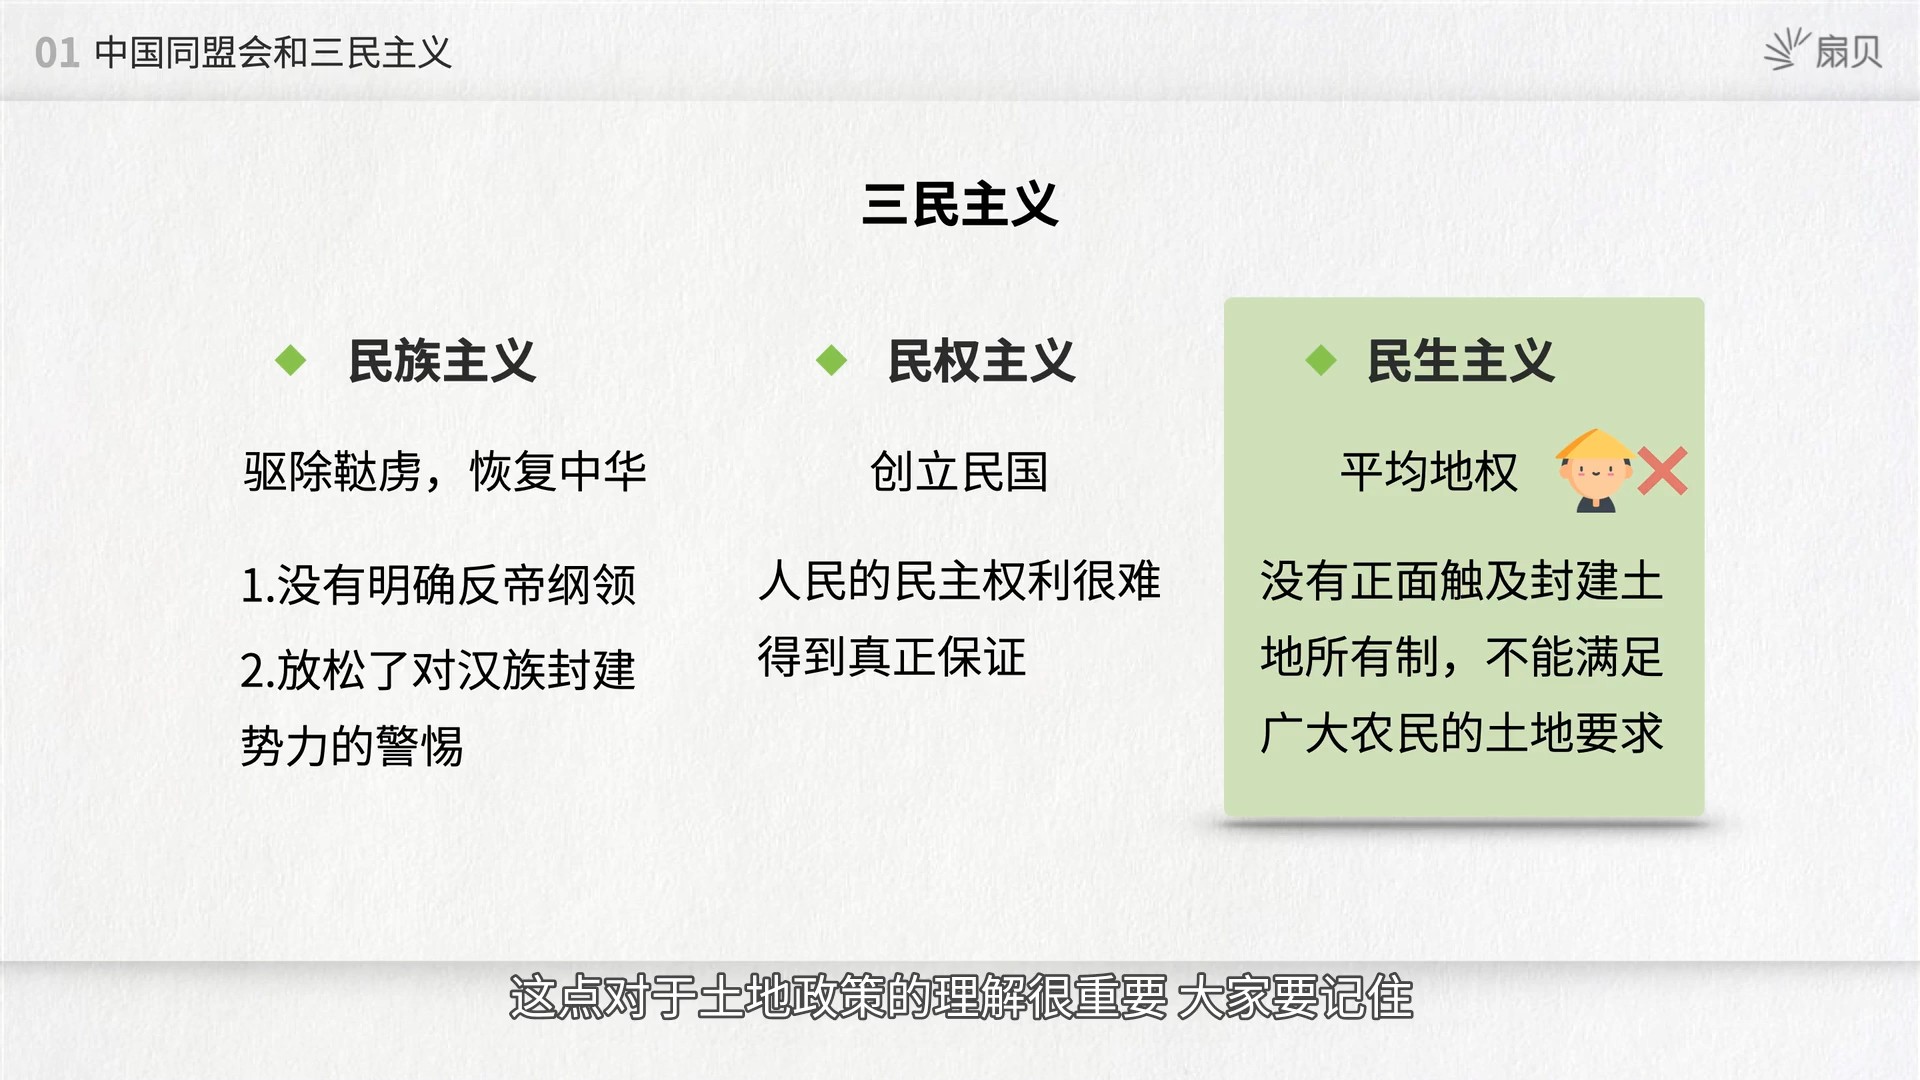 01 中国同盟会和三民主义
扇贝
三民主义
民族主义
驱除鞑虏，恢复中华
1.没有明确反帝纲领
2.放松了对汉族封建
势力的警惕
民权主义
创立民国
人民的民主权利很难
得到真正保证
民生主义
平均地权
没有正面触及封建土
地所有制，不能满足
广大农民的土地要求
这点对于土地政策的理解很重要 大家要记住